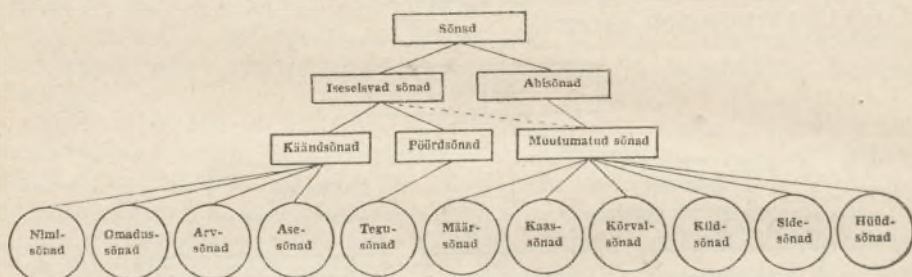 Sõnad
Iseseisvad sõnad
Abisõnad
Käändsõnad
Pöördsõnad
Muutumatud sõnad
Nimi-
sõnad
Omadus-
sõnad
Arv-
sõnad
Ase-
sõnad
Tegu-
sõnad
Määr-
sõnad
Kaas-
sõnad
Kõrval-
sõnad
Kild-
sõnad
Side-
sõnad
Hüüd-
sõnad